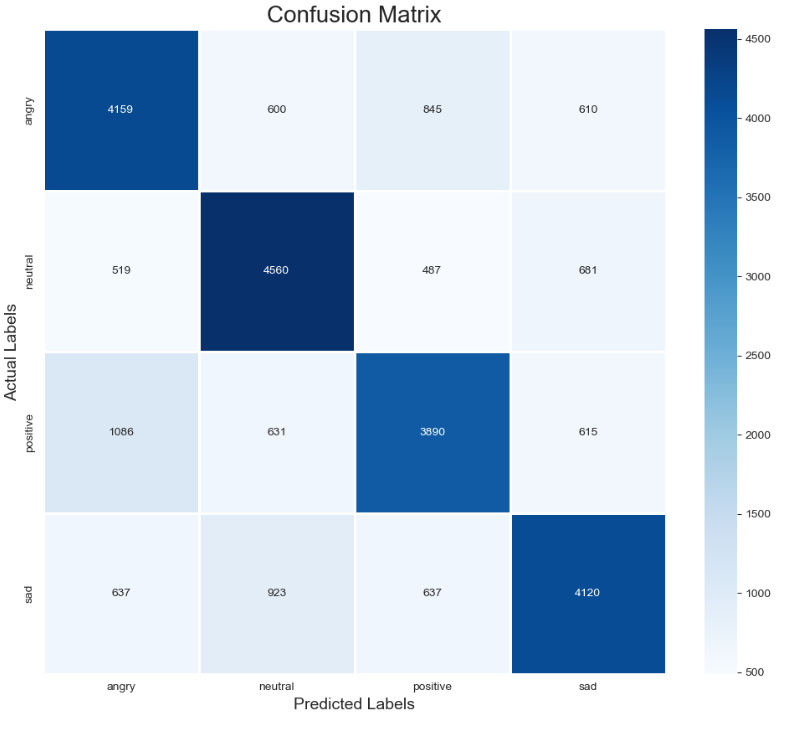 Confusion Matrix
angry 4159 600 845 610
neutral 519 4560 487 681
positive 1086 631 3890 615
sad 637 923 637 4120
angry neutral positive sad
Predicted Labels
Actual Labels
4500
4000
3500
3000
2500
2000
1500
1000
500